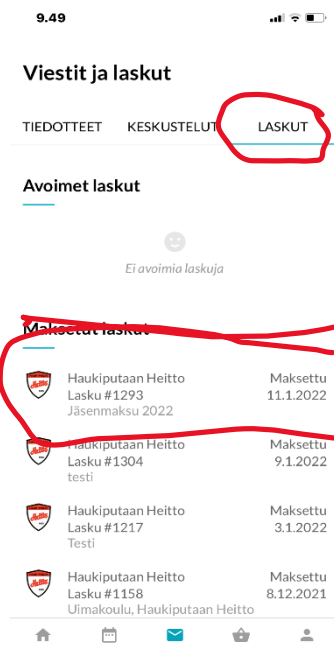 9.49
Viestit ja laskut
TIEDOTTEET KESKUSTELUT LASKUT
Avoimet laskut
Ei avoimia laskuja
Maksetut laskut
Haukiputaan Heitto Maksettu
Lasku #1293 11.1.2022
Jäsenmaksu 2022
Haukiputaan Heitto Maksettu
Lasku #1304 9.1.2022
testi
Haukiputaan Heitto Maksettu
Lasku #1217 3.1.2022
Testi
Haukiputaan Heitto Maksettu
Lasku #1158 8.12.2021
Uimakoulu, Haukiputaan Heitto